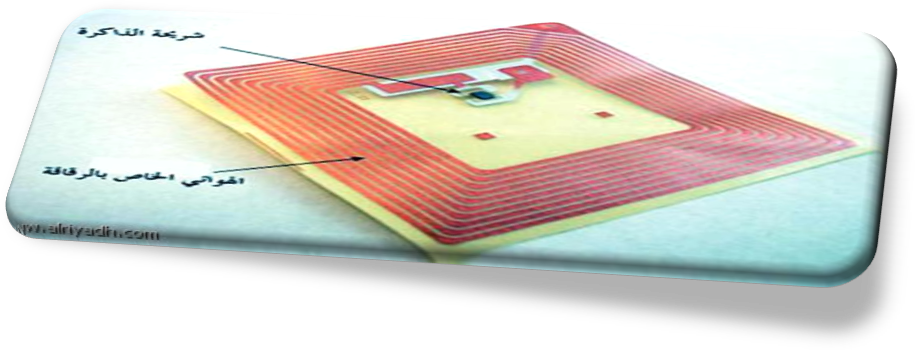 شريحة الذاكرة
الهوائي الخاص بالرقاقة
www.alriyadh.com